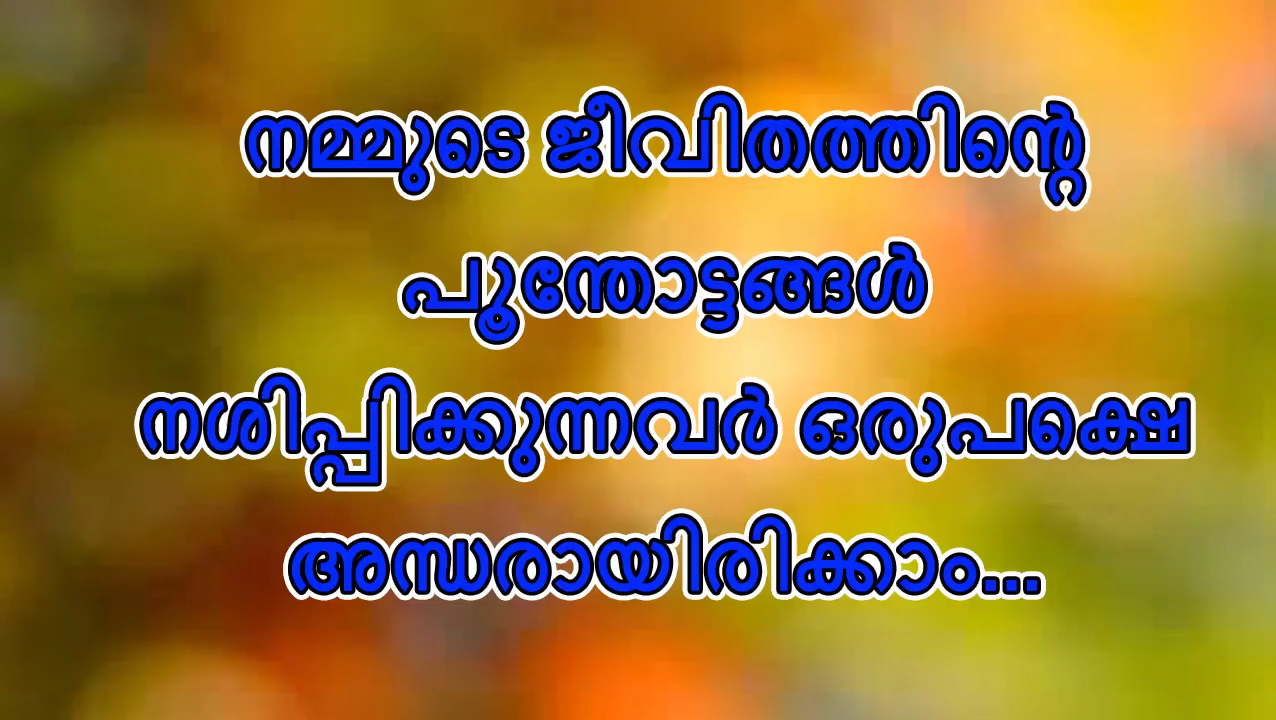 നമ്മുടെ ജീവിതത്തിന്റെ
പൂന്തോട്ടങ്ങൾ
നശിപ്പിക്കുന്നവർ ഒരുപക്ഷെ
അന്ധരായിരിക്കാം...